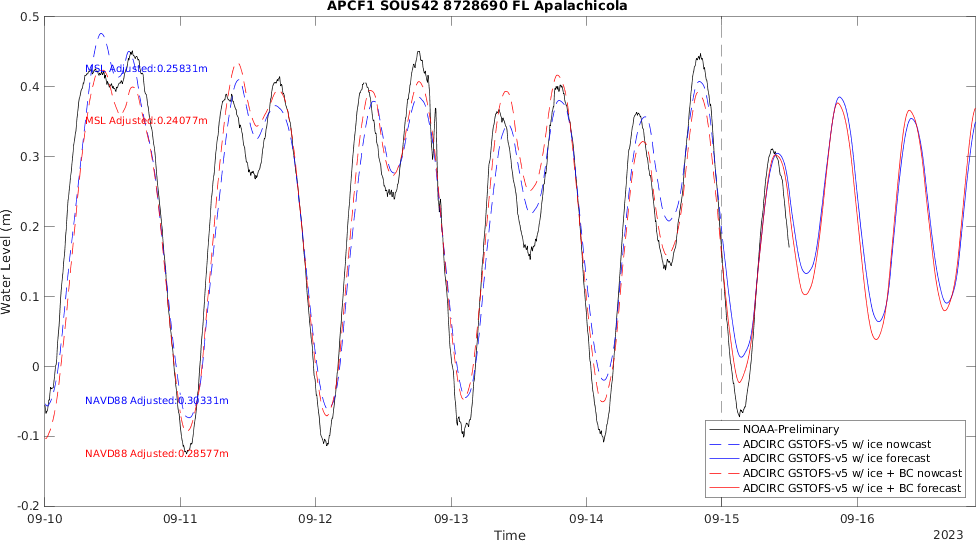 APCF1 SOUS42 8728690 FL Apalachicola
0.5
0.4
0.3
0.2
0.1
0
-0.1
-0.2
Water Level (m)
MSL Adjusted:0.25831m
MSL Adjusted:0.24077m
NAVD88 Adjusted:0.30331m
NAVD88 Adjusted:0.28577m
NOAA-Preliminary
ADCIRC GSTOFS-v5 w/ ice nowcast
ADCIRC GSTOFS-v5 w/ ice forecast
ADCIRC GSTOFS-v5 w/ ice + BC nowcast
ADCIRC GSTOFS-v5 w/ ice + BC forecast
09-10 09-11 09-12 09-13 09-14 09-15 09-16
Time
2023